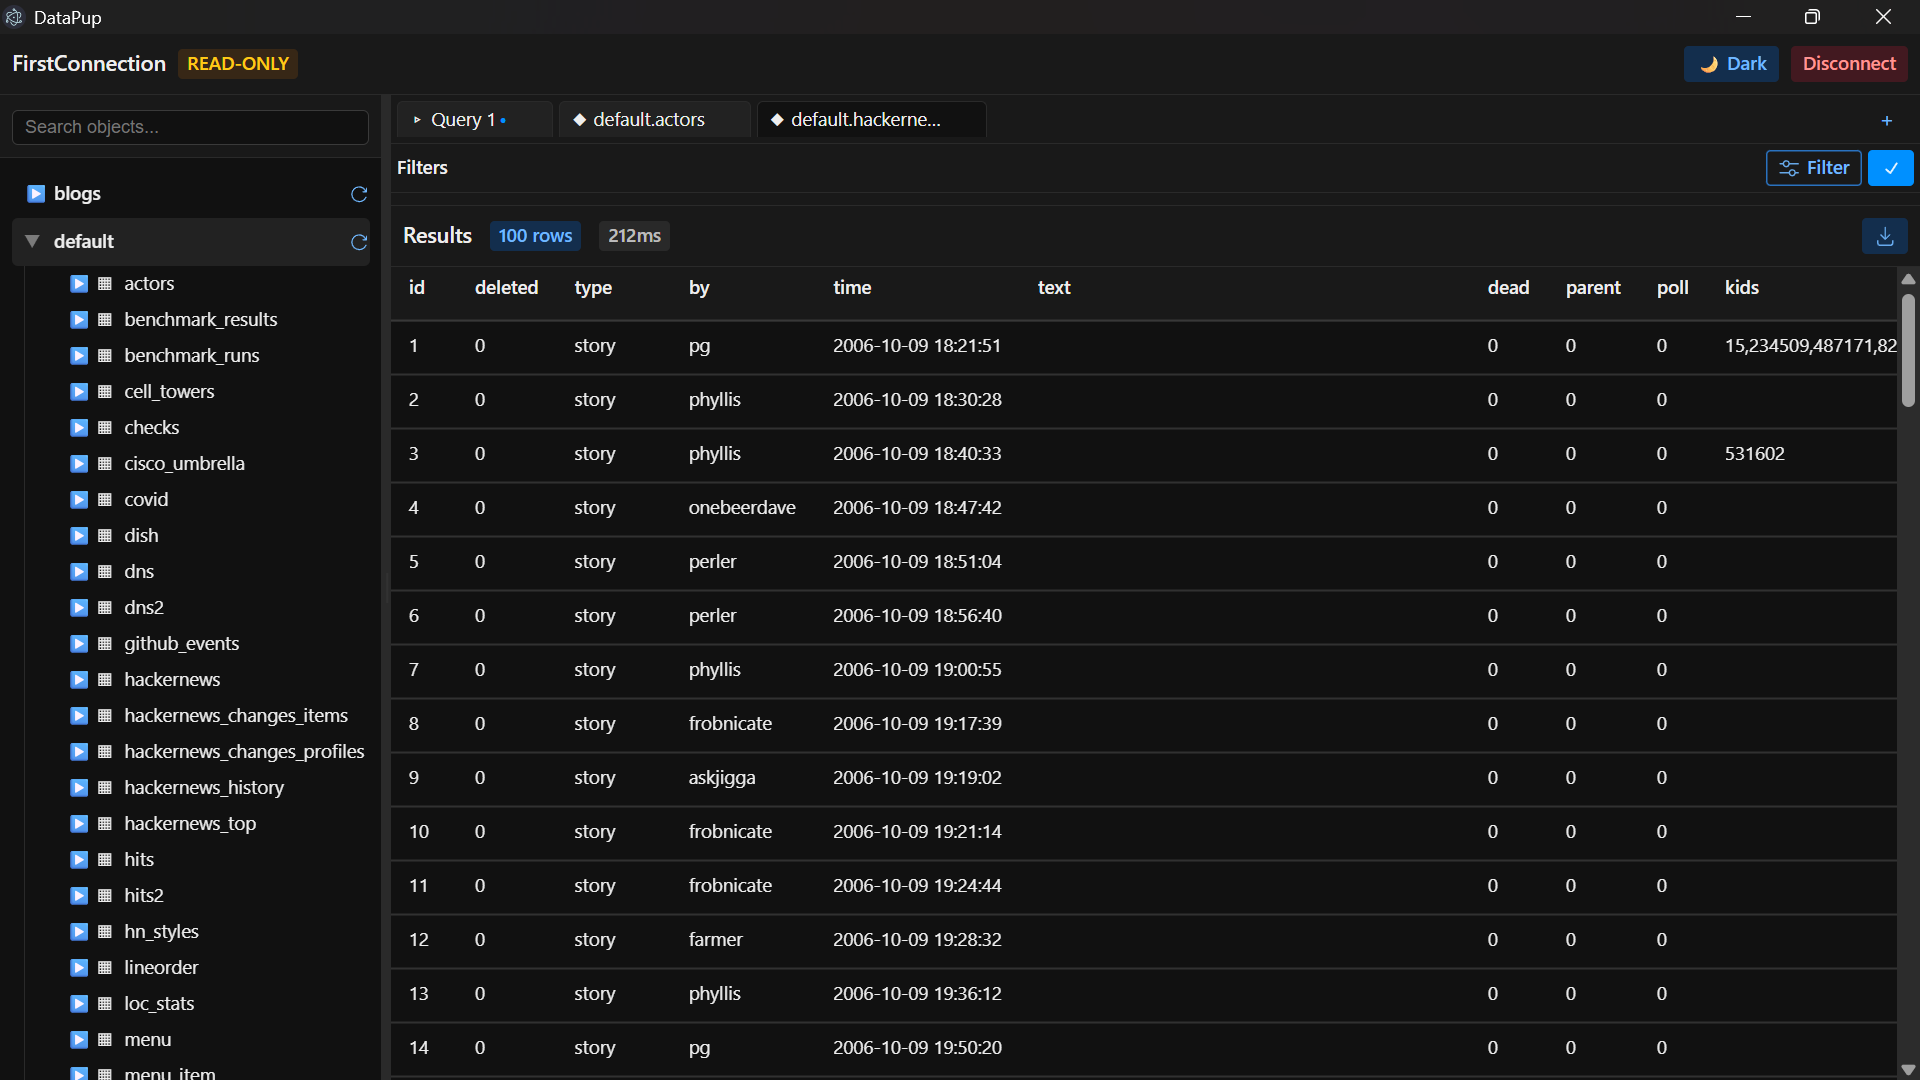 DataPup
FirstConnection READ-ONLY Dark Disconnect
Search objects...
blogs
default
actors
benchmark_results
benchmark_runs
cell_towers
checks
cisco_umbrella
covid
dish
dns
dns2
github_events
hackernews
hackernews_changes_items
hackernews_changes_profiles
hackernews_history
hackernews_top
hits
hits2
hn_styles
lineorder
loc_stats
menu
menu_item
Query 1 default.actors default.hackerne... +
Filters Filter
Results 100 rows 212ms
id deleted type by time text dead parent poll kids
1 0 story pg 2006-10-09 18:21:51 0 0 0 15,234509,487171,82
2 0 story phyllis 2006-10-09 18:30:28 0 0 0
3 0 story phyllis 2006-10-09 18:40:33 0 0 0 531602
4 0 story onebeerdave 2006-10-09 18:47:42 0 0 0
5 0 story perler 2006-10-09 18:51:04 0 0 0
6 0 story perler 2006-10-09 18:56:40 0 0 0
7 0 story phyllis 2006-10-09 19:00:55 0 0 0
8 0 story frobnicate 2006-10-09 19:17:39 0 0 0
9 0 story askjigga 2006-10-09 19:19:02 0 0 0
10 0 story frobnicate 2006-10-09 19:21:14 0 0 0
11 0 story frobnicate 2006-10-09 19:24:44 0 0 0
12 0 story farmer 2006-10-09 19:28:32 0 0 0
13 0 story phyllis 2006-10-09 19:36:12 0 0 0
14 0 story pg 2006-10-09 19:50:20 0 0 0